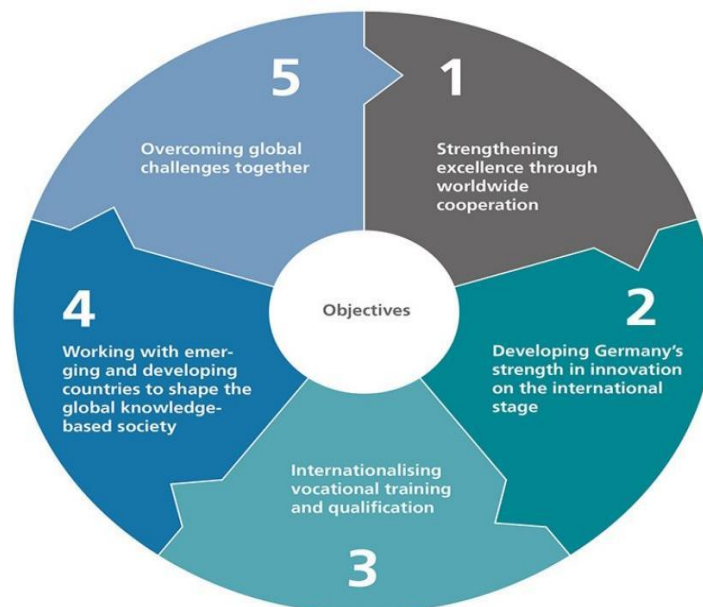 Objectives
1
Strengthening
excellence through
worldwide
cooperation
2
Developing Germany's
strength in innovation
on the international
stage
Internationalising
vocational training
and qualification
3
4
Working with emer-
ging and developing
countries to shape the
global knowledge-
based society
5
Overcoming global
challenges together